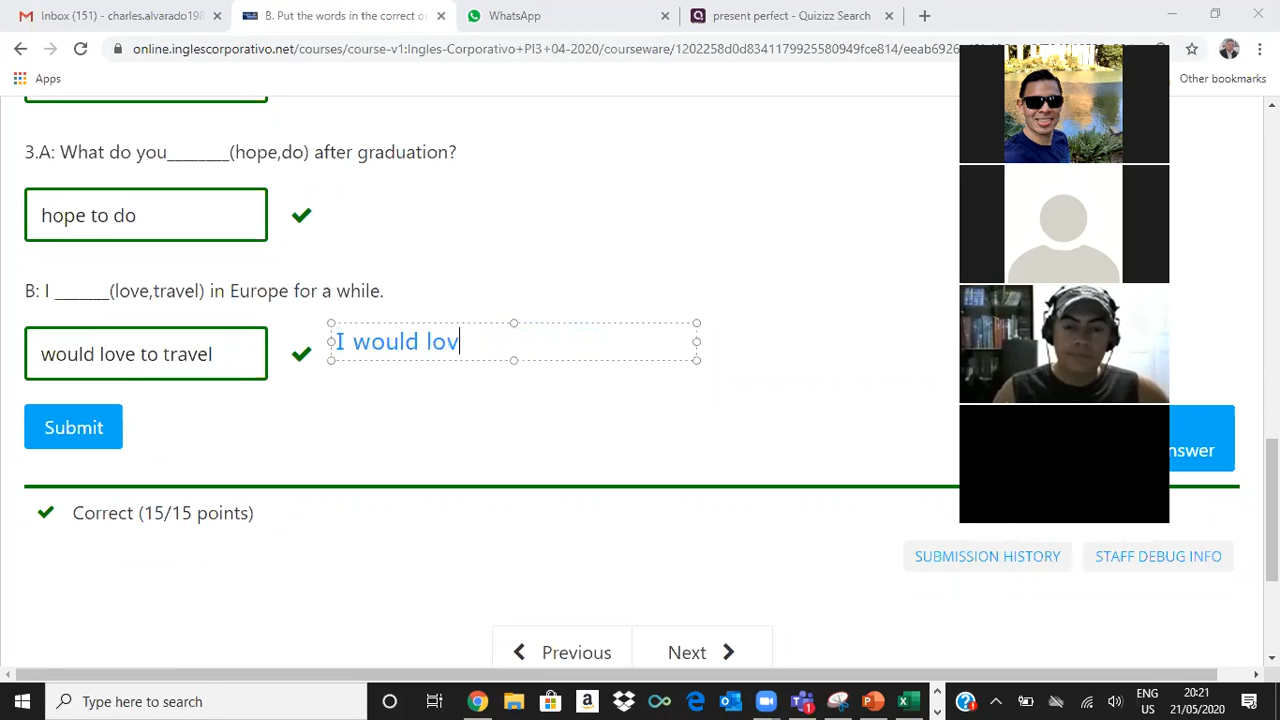 Inbox (151) - charles.alvarado198
B. Put the words in the correct or
WhatsApp
present perfect - Quizizz Search
online.inglescorporativo.net/courses/course-v1:Ingles-Corporativo+PI3+04-2020/courseware/1202258d0d8341179925580949fce814/eeab6926
Apps
Other bookmarks
3.A: What do you________(hope,do) after graduation?
hope to do
B: I _______(love,travel) in Europe for a while.
I would lov
would love to travel
Submit
nswer
Correct (15/15 points)
SUBMISSION HISTORY
STAFF DEBUG INFO
Previous
Next
Type here to search
ENG
US
20:21
21/05/2020